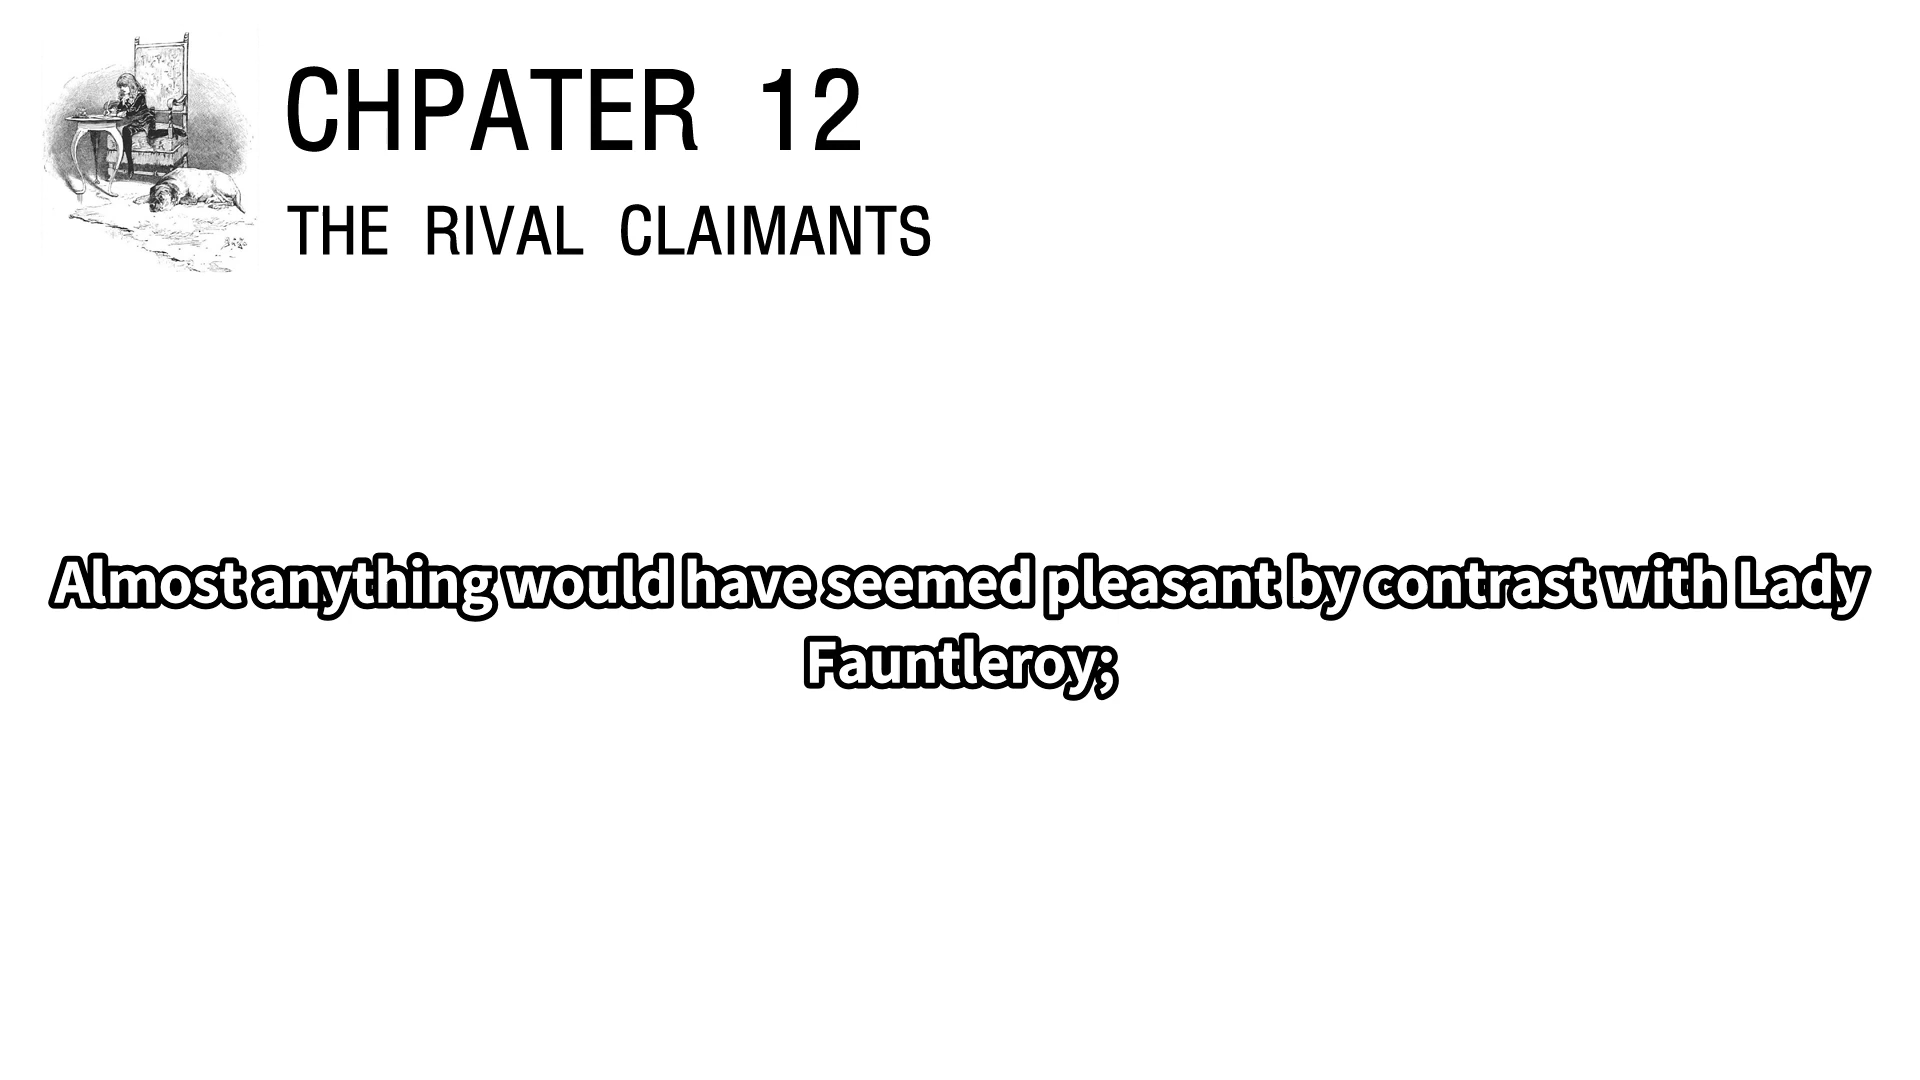 CHPATER 12
THE RIVAL CLAIMANTS
Almost anything would have seemed pleasant by contrast with Lady
Fauntleroy;